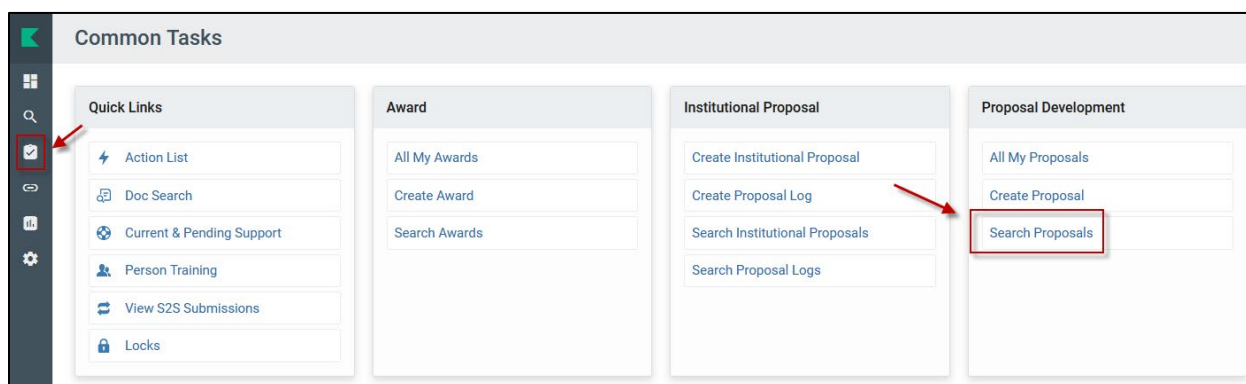 Common Tasks
Quick Links
Action List
Doc Search
Current & Pending Support
Person Training
View S2S Submissions
Locks
Award
All My Awards
Create Award
Search Awards
Institutional Proposal
Create Institutional Proposal
Create Proposal Log
Search Institutional Proposals
Search Proposal Logs
Proposal Development
All My Proposals
Create Proposal
Search Proposals